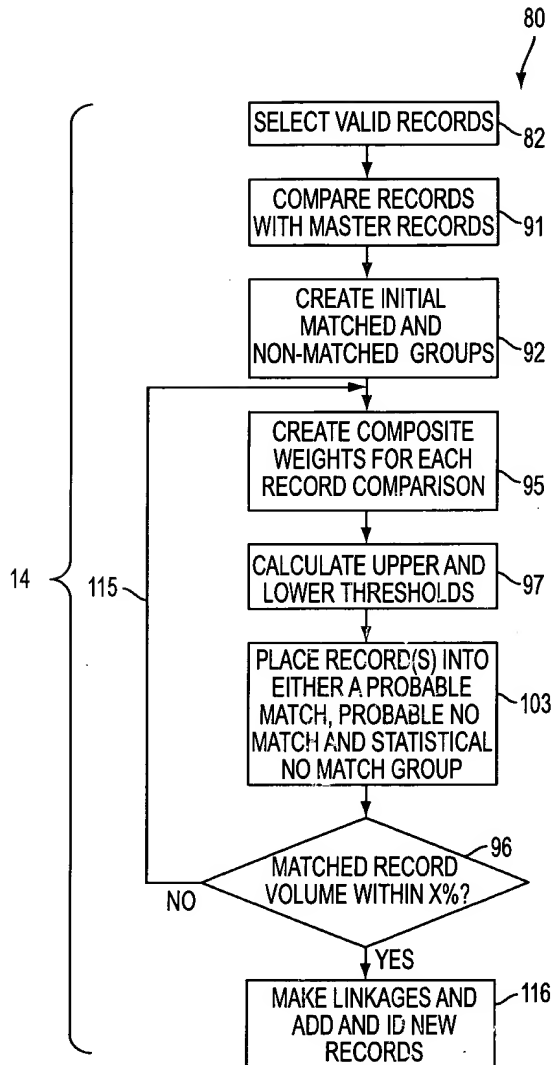 80
SELECT VALID RECORDS
82
COMPARE RECORDS
WITH MASTER RECORDS
91
CREATE INITIAL
MATCHED AND
NON-MATCHED GROUPS
92
CREATE COMPOSITE
WEIGHTS FOR EACH
RECORD COMPARISON
95
14
115
CALCULATE UPPER AND
LOWER THRESHOLDS
97
PLACE RECORD(S) INTO
EITHER A PROBABLE
MATCH, PROBABLE NO
MATCH AND STATISTICAL
NO MATCH GROUP
103
96
MATCHED RECORD
VOLUME WITHIN X%?
NO
YES
MAKE LINKAGES AND
ADD AND ID NEW
RECORDS
116